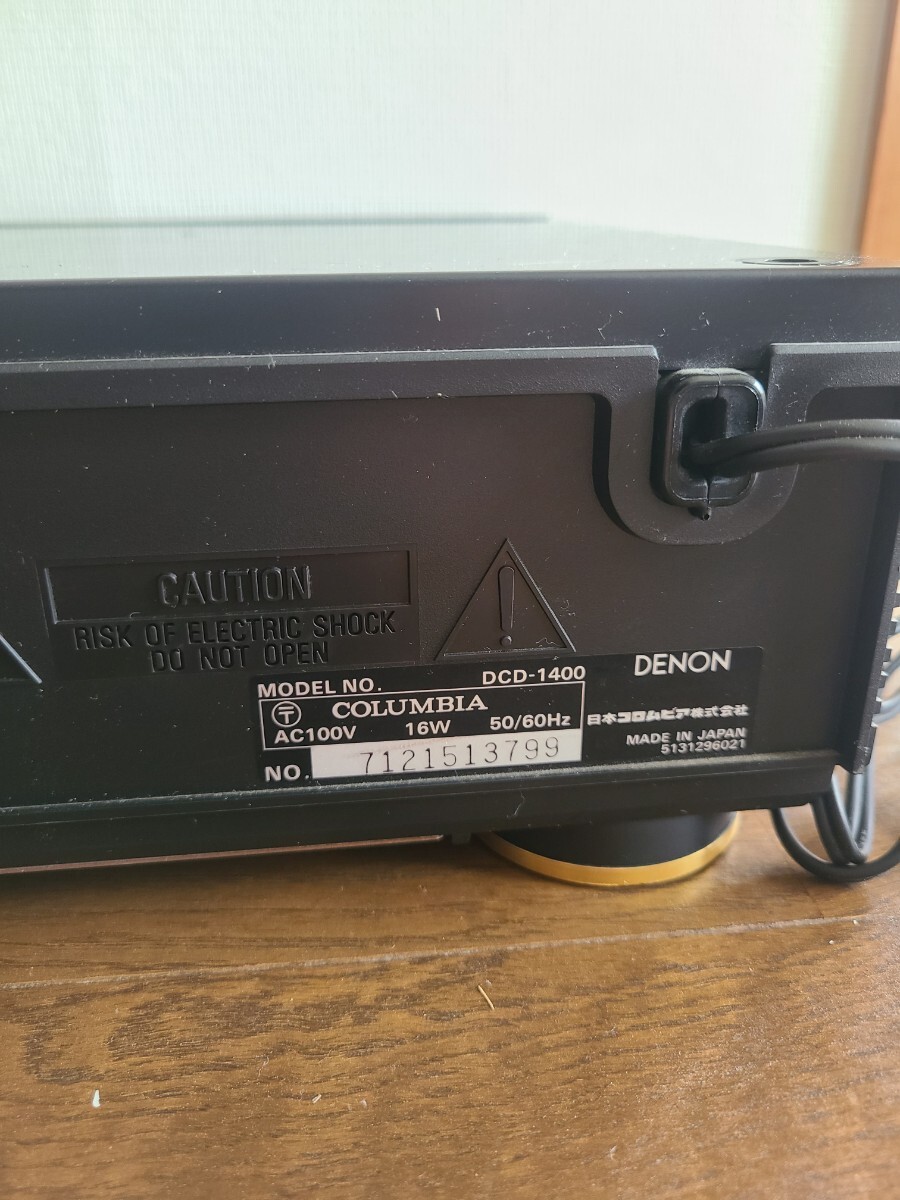 CAUTION
RISK OF ELECTRIC SHOCK
DO NOT OPEN
MODEL NO. DCD-1400
COLUMBIA
AC100V 16W 50/60Hz
NO. 7121513799
DENON
日本コロムビア株式会社
MADE IN JAPAN
5131296021